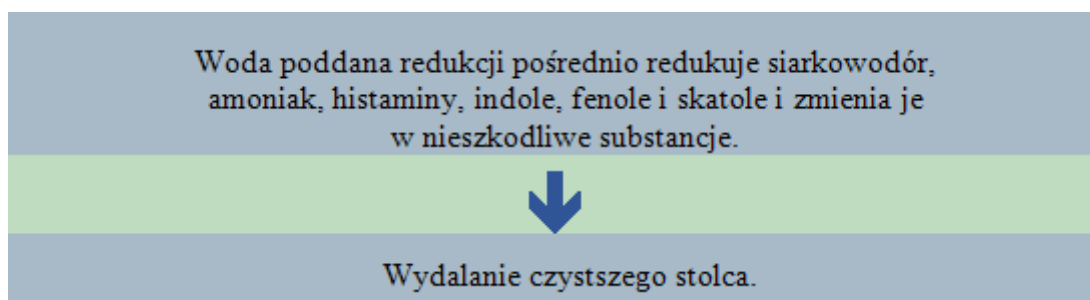 Woda poddana redukcji pośrednio redukuje siarkowodór,
amoniak, histaminy, indole, fenole i skatole i zmienia je
w nieszkodliwe substancje.
Wydalanie czystszego stolca.